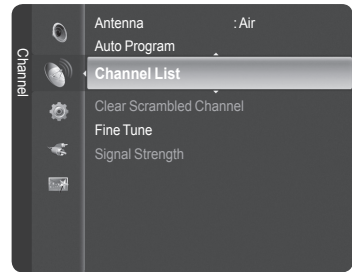 Channel
Antenna : Air
Auto Program
Channel List
Clear Scrambled Channel
Fine Tune
Signal Strength